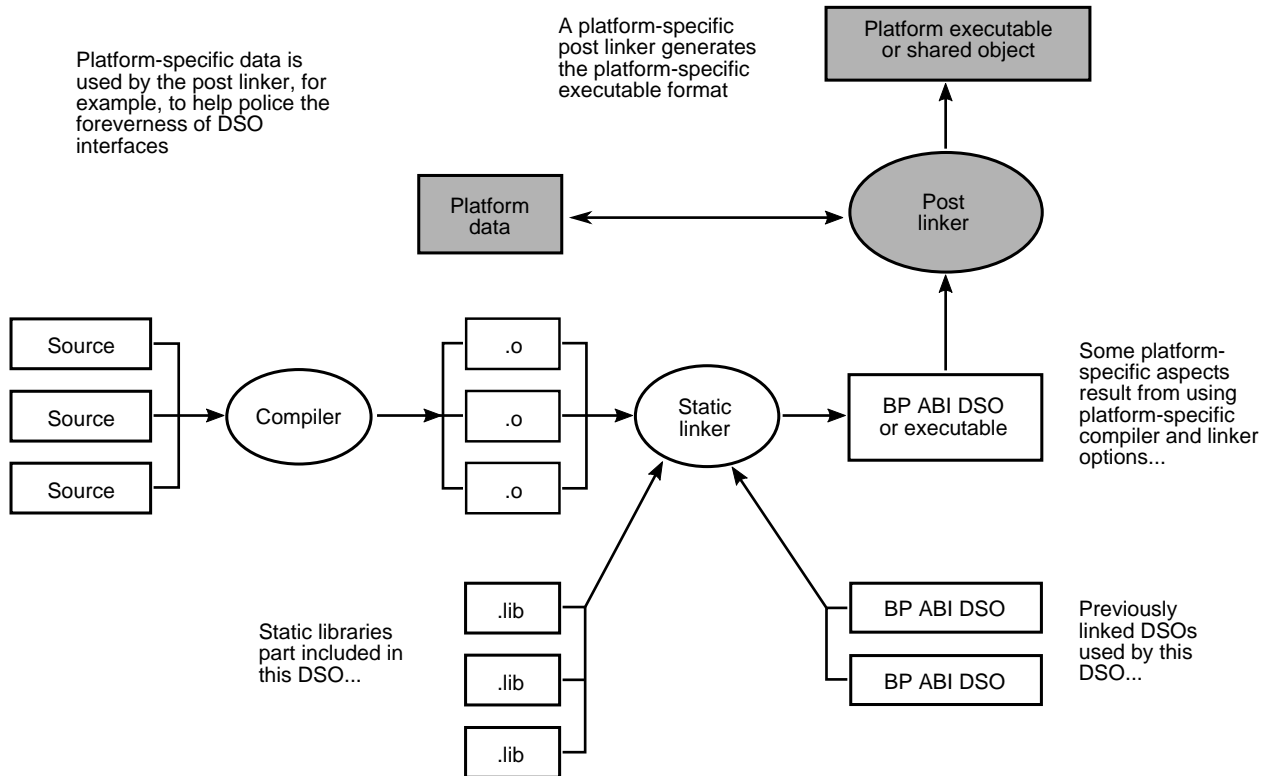 Platform-specific data is
used by the post linker, for
example, to help police the
foreverness of DSO
interfaces
A platform-specific
post linker generates
the platform-specific
executable format
Platform executable
or shared object
Platform
data
Post
linker
Source
Source
Source
Compiler
.o
.o
.o
Static
linker
BP ABI DSO
or executable
Some platform-
specific aspects
result from using
platform-specific
compiler and linker
options...
Static libraries
part included in
this DSO...
.lib
.lib
.lib
BP ABI DSO
BP ABI DSO
Previously
linked DSOs
used by this
DSO...